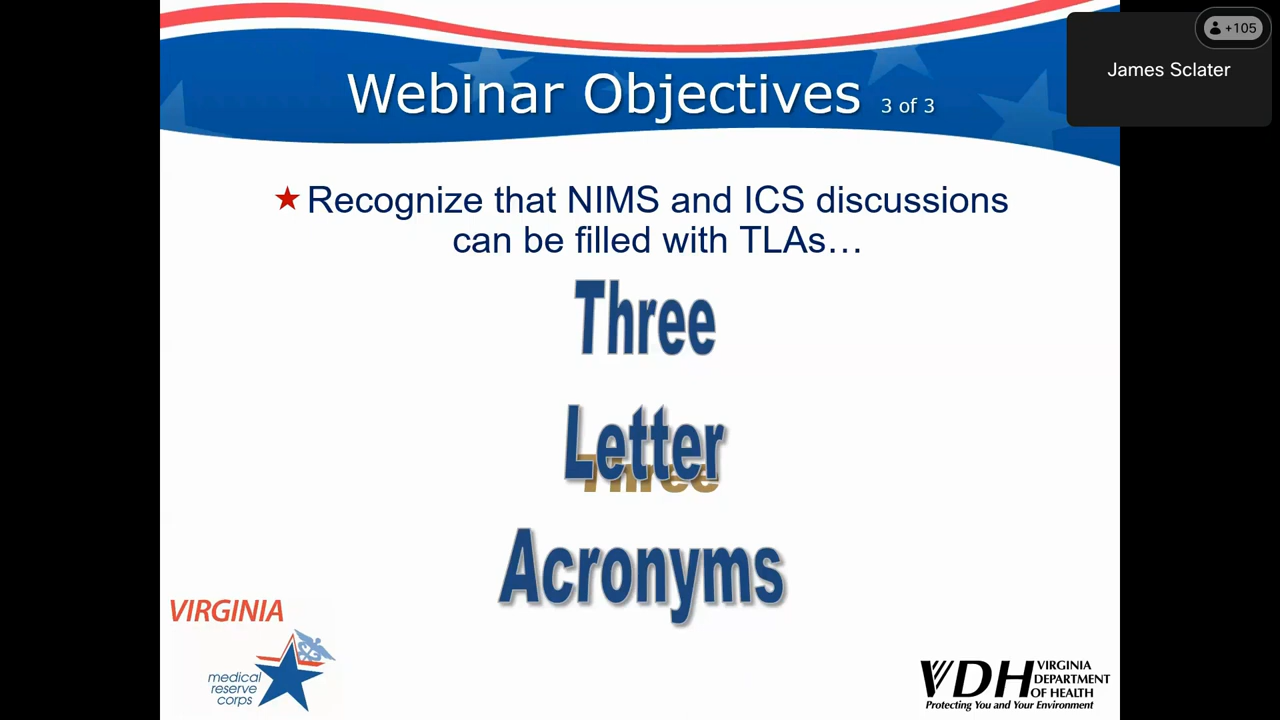 +105
James Sclater
Webinar Objectives 3 of 3
Recognize that NIMS and ICS discussions
can be filled with TLAs…
Three
Letter
Three
Acronyms
VIRGINIA
medical
reserve
corps
VDH VIRGINIA
DEPARTMENT
OF HEALTH
Protecting You and Your Environment